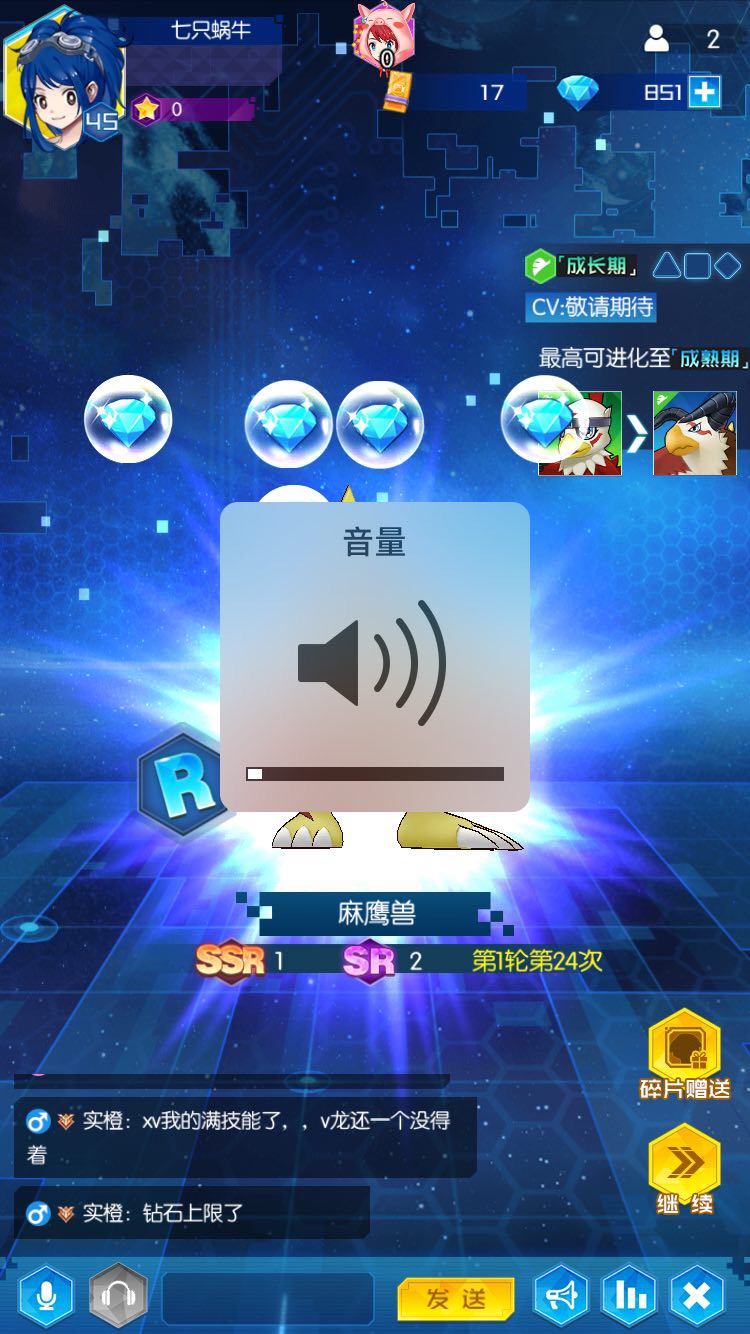 七只蜗牛
2
45
0
0
17
851
「成长期」
CV:敬请期待
最高可进化至「成熟期」
音量
R
麻鹰兽
SSR 1
SR 2
第1轮第24次
碎片赠送
实橙：xv我的满技能了，，v龙还一个没得
着
继 续
实橙：钻石上限了
发 送